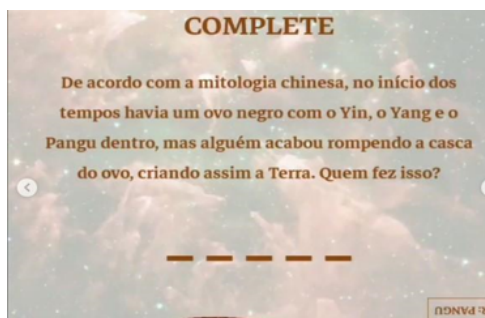 COMPLETE
De acordo com a mitologia chinesa, no início dos
tempos havia um ovo negro com o Yin, o Yang e o
Pangu dentro, mas alguém acabou rompendo a casca
do ovo, criando assim a Terra. Quem fez isso?
_ _ _ _ _
R: PANGU